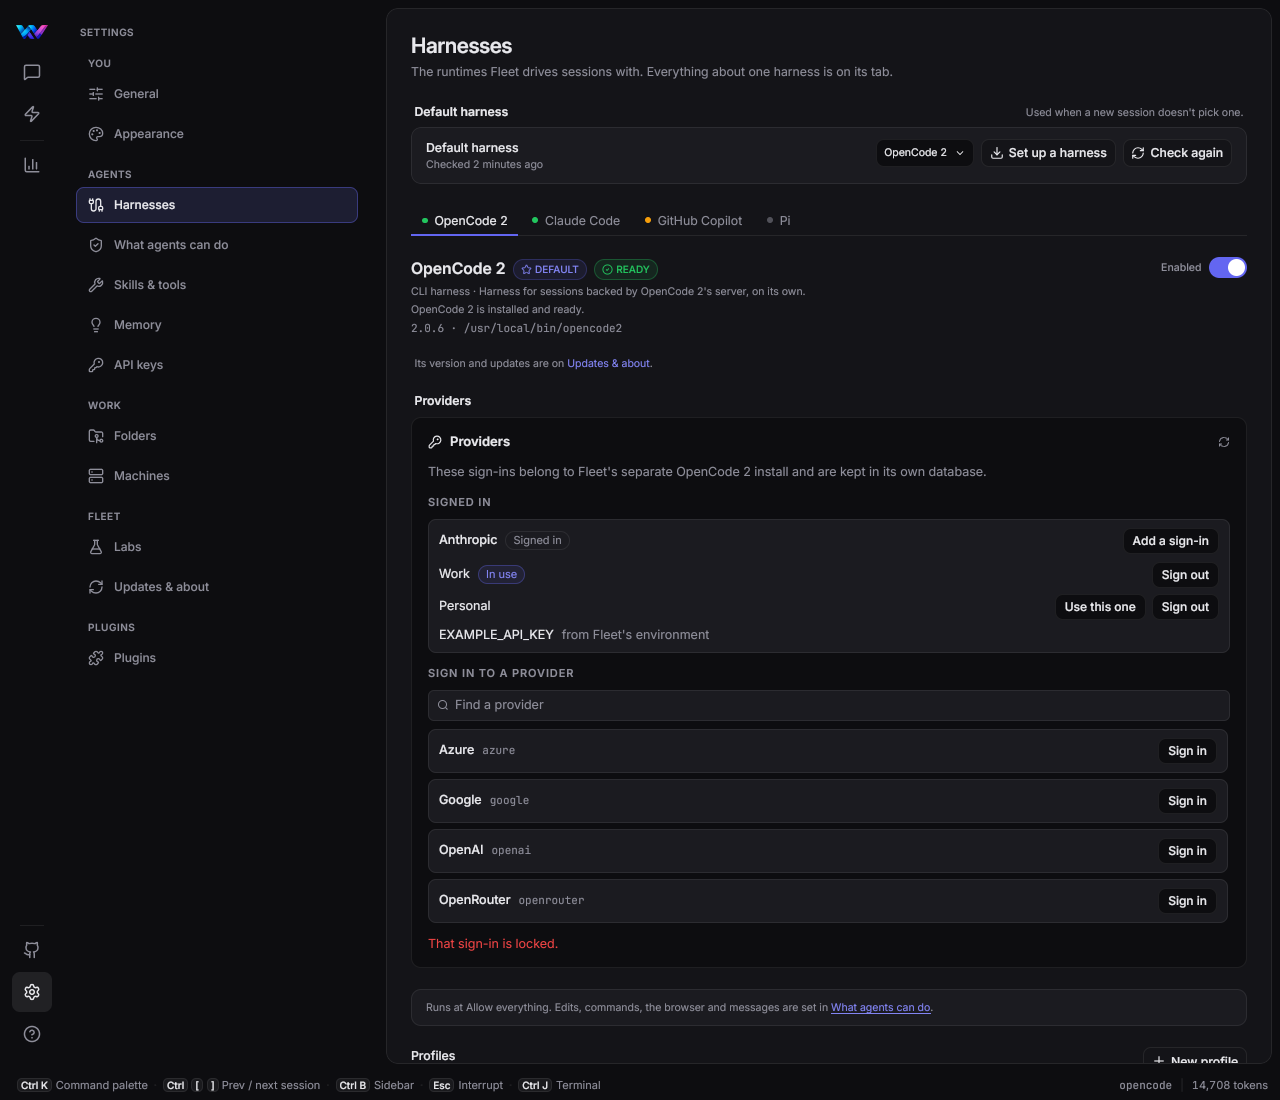 SETTINGS
YOU
General
Appearance
AGENTS
Harnesses
What agents can do
Skills & tools
Memory
API keys
WORK
Folders
Machines
FLEET
Labs
Updates & about
PLUGINS
Plugins
Harnesses
The runtimes Fleet drives sessions with. Everything about one harness is on its tab.
Default harness
Used when a new session doesn't pick one.
Default harness
Checked 2 minutes ago
OpenCode 2
Set up a harness
Check again
OpenCode 2
Claude Code
GitHub Copilot
Pi
OpenCode 2
DEFAULT
READY
Enabled
CLI harness · Harness for sessions backed by OpenCode 2's server, on its own.
OpenCode 2 is installed and ready.
2.0.6 · /usr/local/bin/opencode2
Its version and updates are on Updates & about.
Providers
Providers
These sign-ins belong to Fleet's separate OpenCode 2 install and are kept in its own database.
SIGNED IN
Anthropic
Signed in
Add a sign-in
Work
In use
Sign out
Personal
Use this one
Sign out
EXAMPLE_API_KEY from Fleet's environment
SIGN IN TO A PROVIDER
Find a provider
Azure azure
Sign in
Google google
Sign in
OpenAI openai
Sign in
OpenRouter openrouter
Sign in
That sign-in is locked.
Runs at Allow everything. Edits, commands, the browser and messages are set in What agents can do.
Profiles
New profile
Ctrl K Command palette
Ctrl [ ] Prev / next session
Ctrl B Sidebar
Esc Interrupt
Ctrl J Terminal
opencode
14,708 tokens